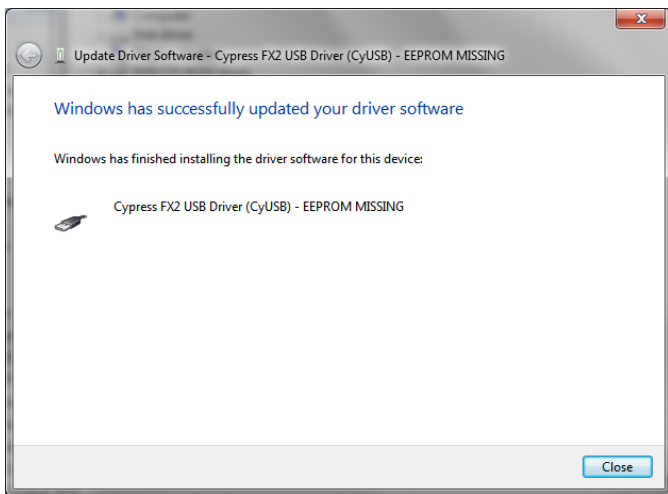 Update Driver Software - Cypress FX2 USB Driver (CyUSB) - EEPROM MISSING
Windows has successfully updated your driver software
Windows has finished installing the driver software for this device:
Cypress FX2 USB Driver (CyUSB) - EEPROM MISSING
Close